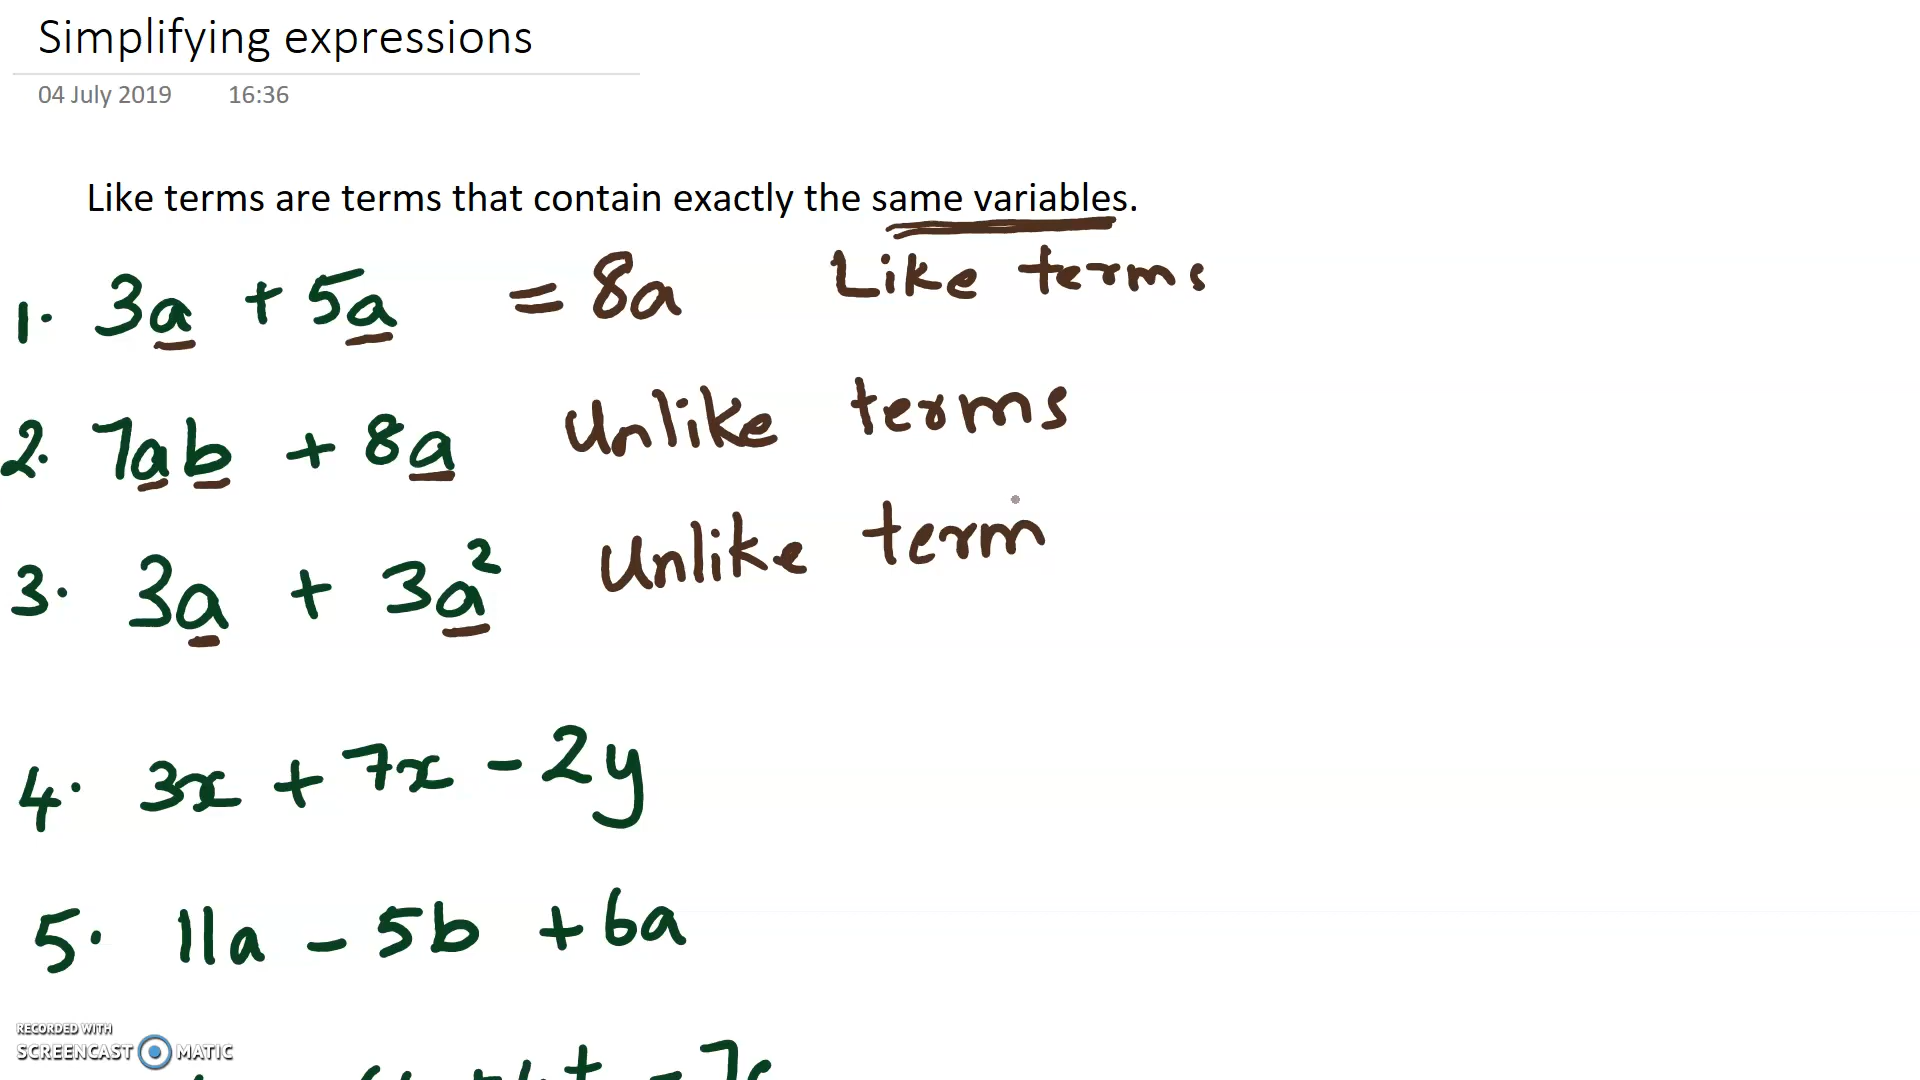 Simplifying expressions
04 July 2019 16:36
Like terms are terms that contain exactly the same variables.
1. 3a + 5a = 8a Like terms
2. 7ab + 8a Unlike terms
3. 3a + 3a² Unlike term
4. 3x + 7x - 2y
5. 11a - 5b + 6a
RECORDED WITH
SCREENCAST MATIC